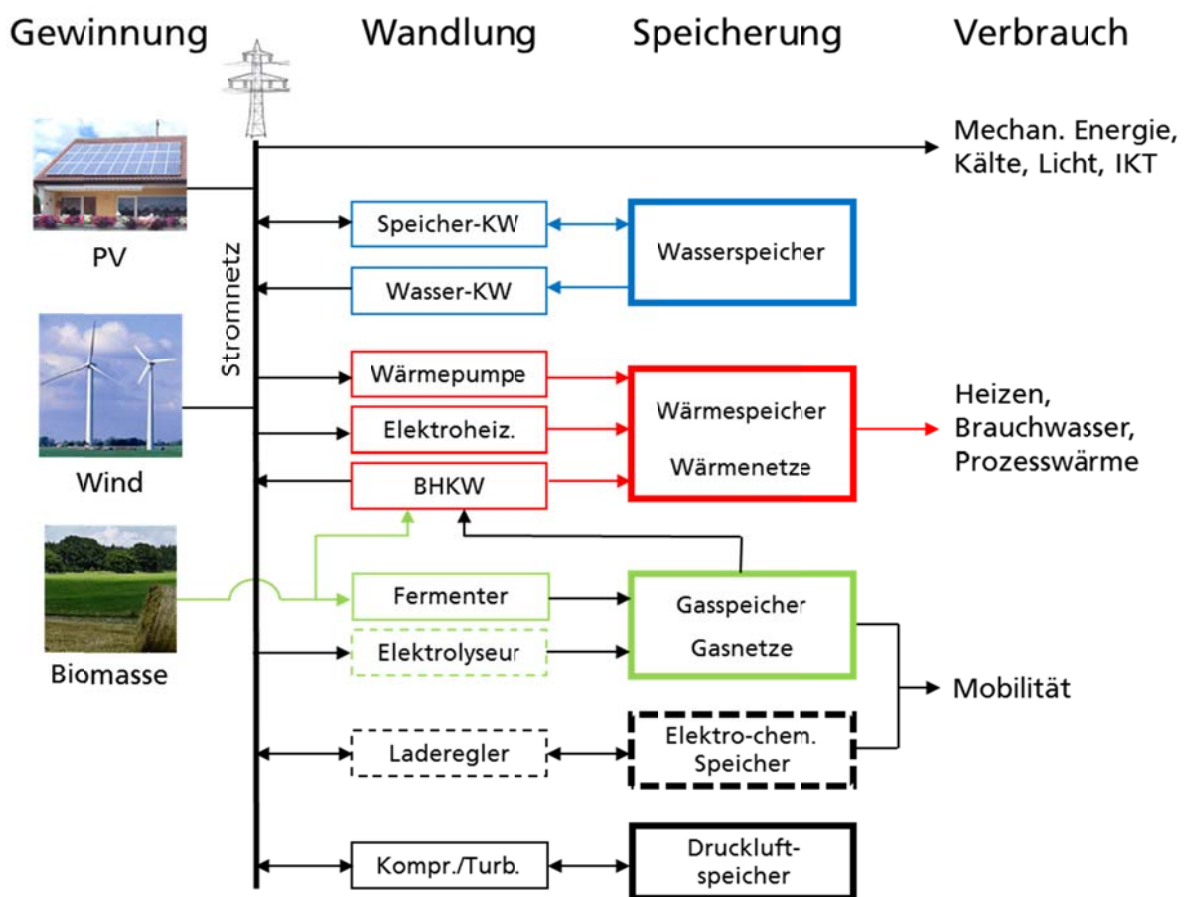 Gewinnung
Wandlung
Speicherung
Verbrauch
PV
Wind
Biomasse
Stromnetz
Speicher-KW
Wasser-KW
Wärmepumpe
Elektroheiz.
BHKW
Fermenter
Elektrolyseur
Laderegler
Kompr./Turb.
Wasserspeicher
Wärmespeicher
Wärmenetze
Gasspeicher
Gasnetze
Elektro-chem.
Speicher
Druckluft-
speicher
Mechan. Energie,
Kälte, Licht, IKT
Heizen,
Brauchwasser,
Prozesswärme
Mobilität